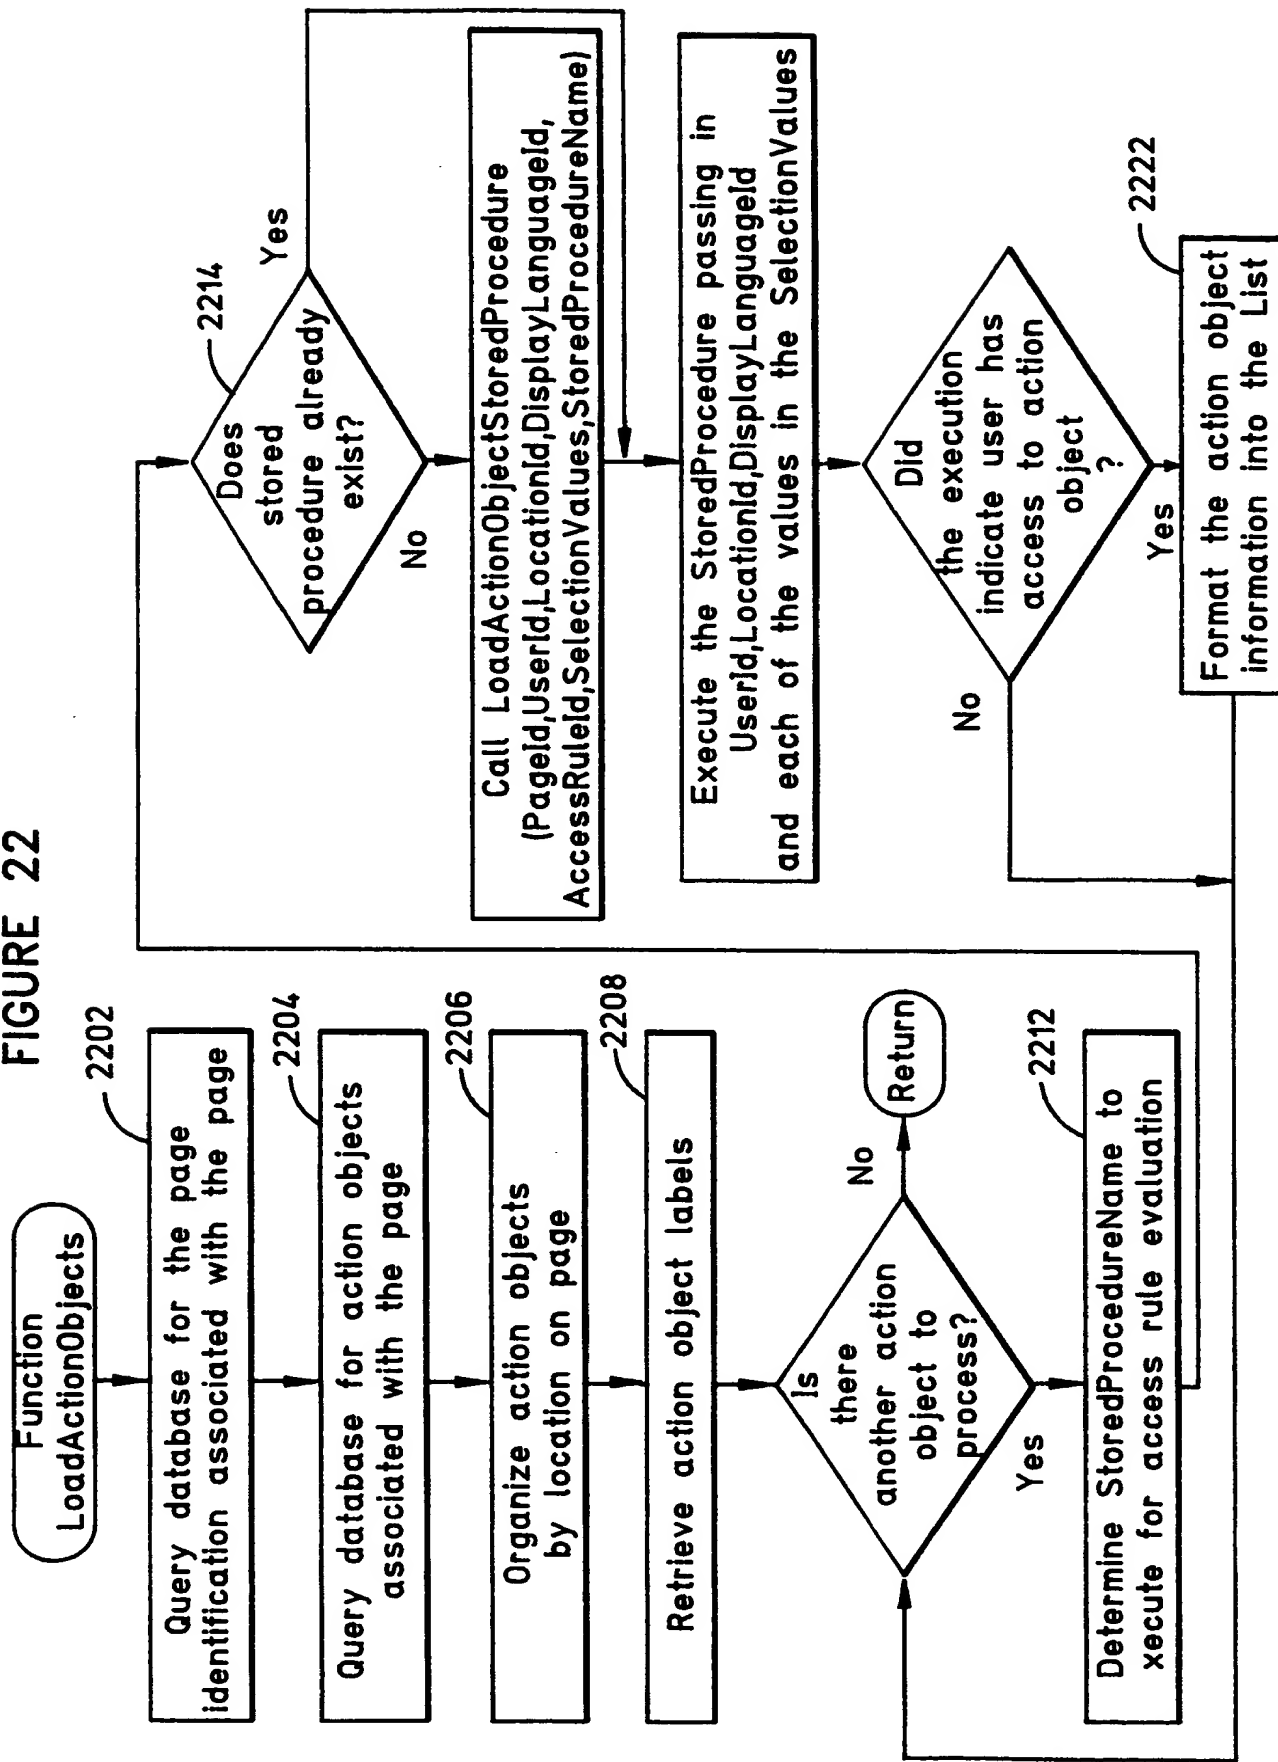 FIGURE 22
Function
LoadActionObjects
2202
Query database for the page
identification associated with the page
2204
Query database for action objects
associated with the page
2206
Organize action objects
by location on page
2208
Retrieve action object labels
Is
there
another action
object to
process?
No
Return
Yes
2212
Determine StoredProcedureName to
xecute for access rule evaluation
2214
Does
stored
procedure already
exist?
Yes
No
Call LoadActionObjectStoredProcedure
(PageId,UserId,LocationId,DisplayLanguageId,
AccessRuleId,SelectionValues,StoredProcedureName)
Execute the StoredProcedure passing in
UserId,LocationId,DisplayLanguageId
and each of the values in the SelectionValues
Did
the execution
indicate user has
access to action
object
?
No
Yes
2222
Format the action object
information into the List